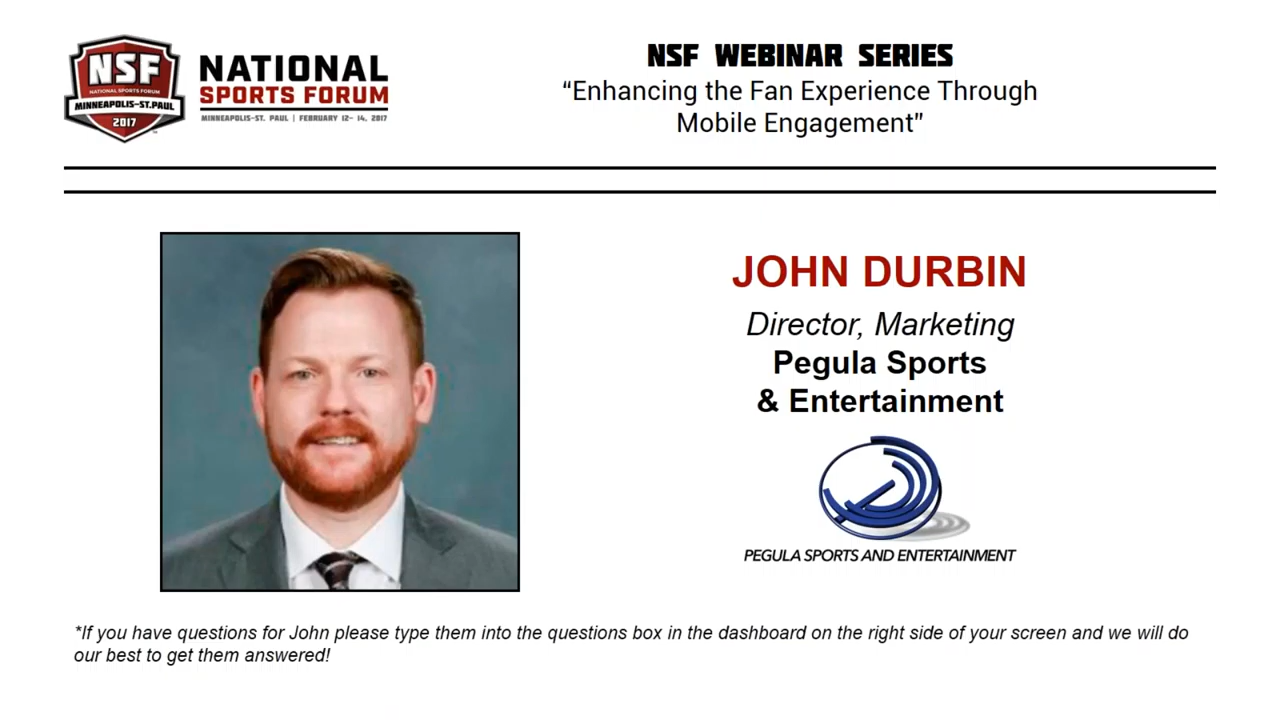 NSF
NATIONAL SPORTS FORUM
MINNEAPOLIS-ST.PAUL
2017
NATIONAL
SPORTS FORUM
MINNEAPOLIS-ST. PAUL | FEBRUARY 12- 14, 2017
NSF WEBINAR SERIES
“Enhancing the Fan Experience Through
Mobile Engagement”
JOHN DURBIN
Director, Marketing
Pegula Sports
& Entertainment
PEGULA SPORTS AND ENTERTAINMENT
*If you have questions for John please type them into the questions box in the dashboard on the right side of your screen and we will do
our best to get them answered!